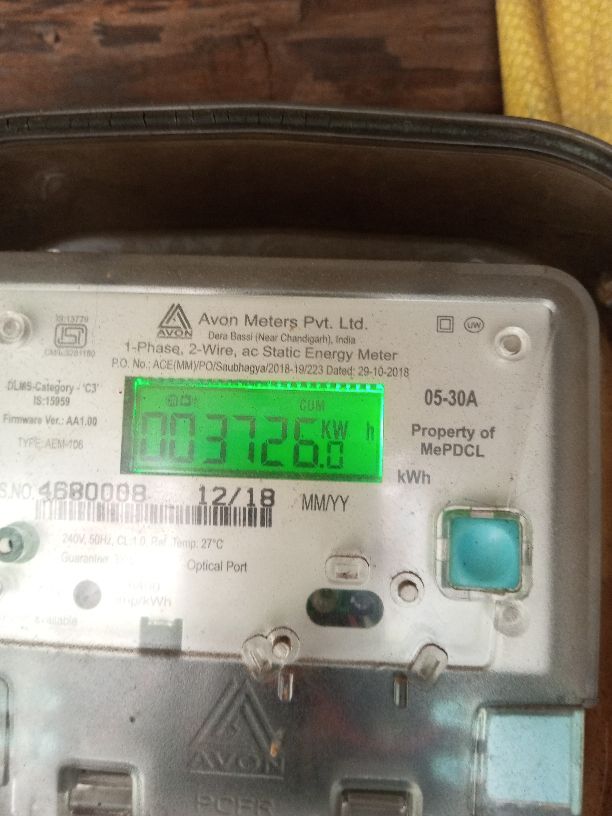 IS:13779
AVON
Avon Meters Pvt. Ltd.
Dera Bassi (Near Chandigarh), India
1-Phase, 2-Wire, ac Static Energy Meter
P.O. No.: ACE(MM)/PO/Saubhagya/2018-19/223 Dated: 29-10-2018
UW
DLMS-Category - 'C3'
IS:15959
Firmware Ver.: AA1.00
TYPE: AEM-106
CUM
003726.0 KW h
kWh
05-30A
Property of
MePDCL
S.NO. 4680008 12/18 MM/YY
240V, 50Hz, CL 1.0, Ref. Temp. 27°C
Optical Port
imp/kWh
AVON